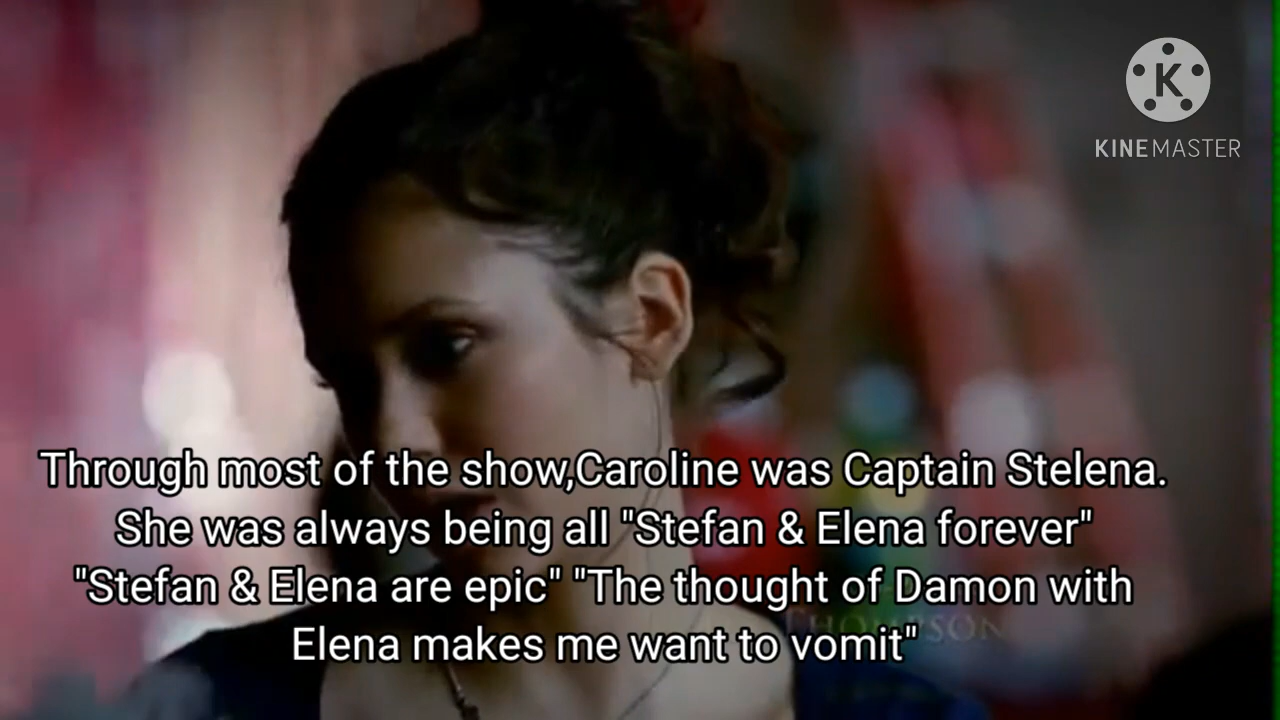 K
KINEMASTER
Through most of the show,Caroline was Captain Stelena.
She was always being all "Stefan & Elena forever"
"Stefan & Elena are epic" "The thought of Damon with
Elena makes me want to vomit"